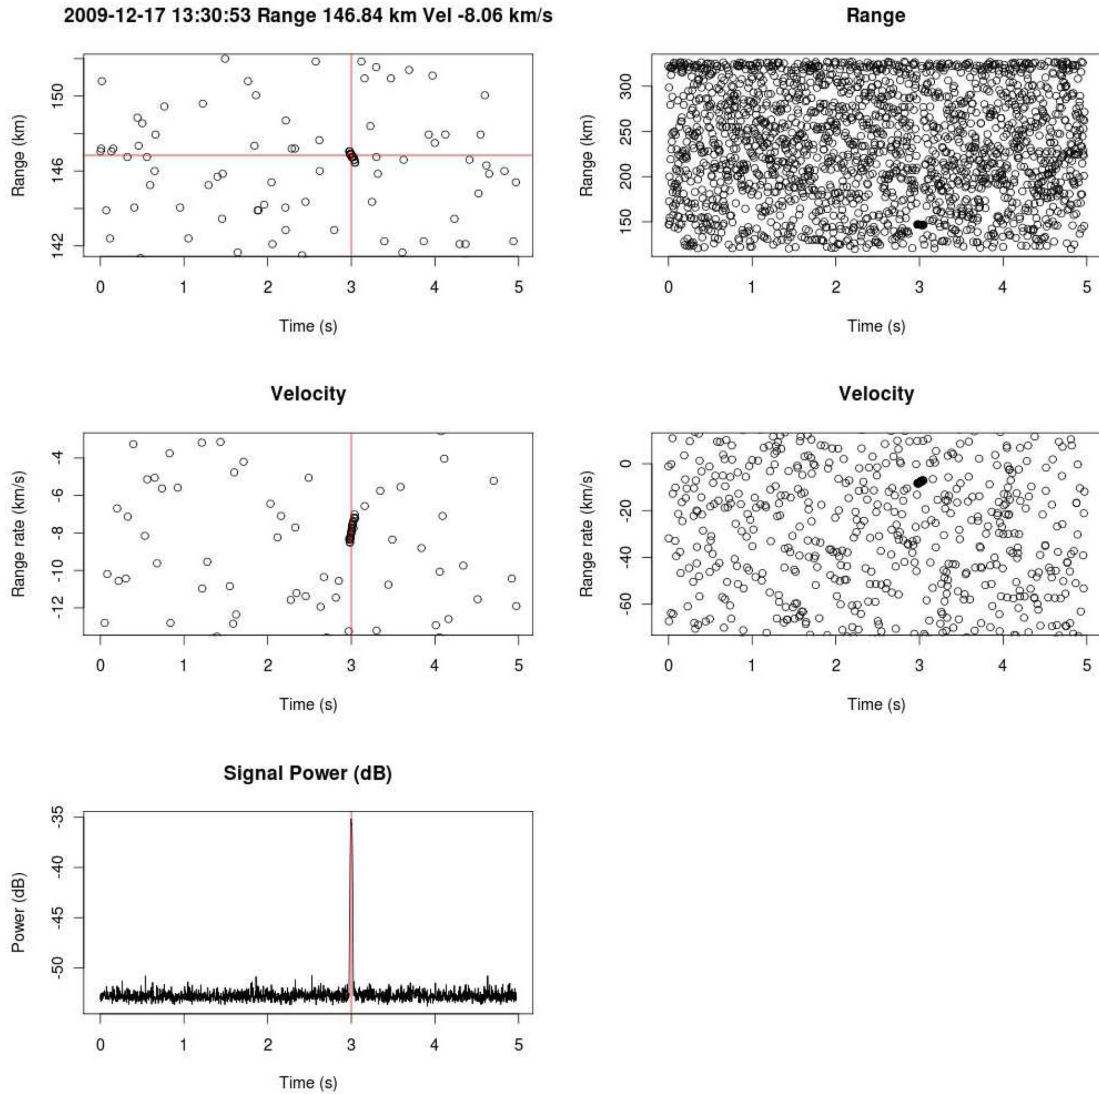 2009-12-17 13:30:53 Range 146.84 km Vel -8.06 km/s
Range (km)
150
146
142
0 1 2 3 4 5
Time (s)
Range
Range (km)
300
250
200
150
0 1 2 3 4 5
Time (s)
Velocity
Range rate (km/s)
-4
-6
-8
-10
-12
0 1 2 3 4 5
Time (s)
Velocity
Range rate (km/s)
0
-20
-40
-60
0 1 2 3 4 5
Time (s)
Signal Power (dB)
Power (dB)
-35
-40
-45
-50
0 1 2 3 4 5
Time (s)